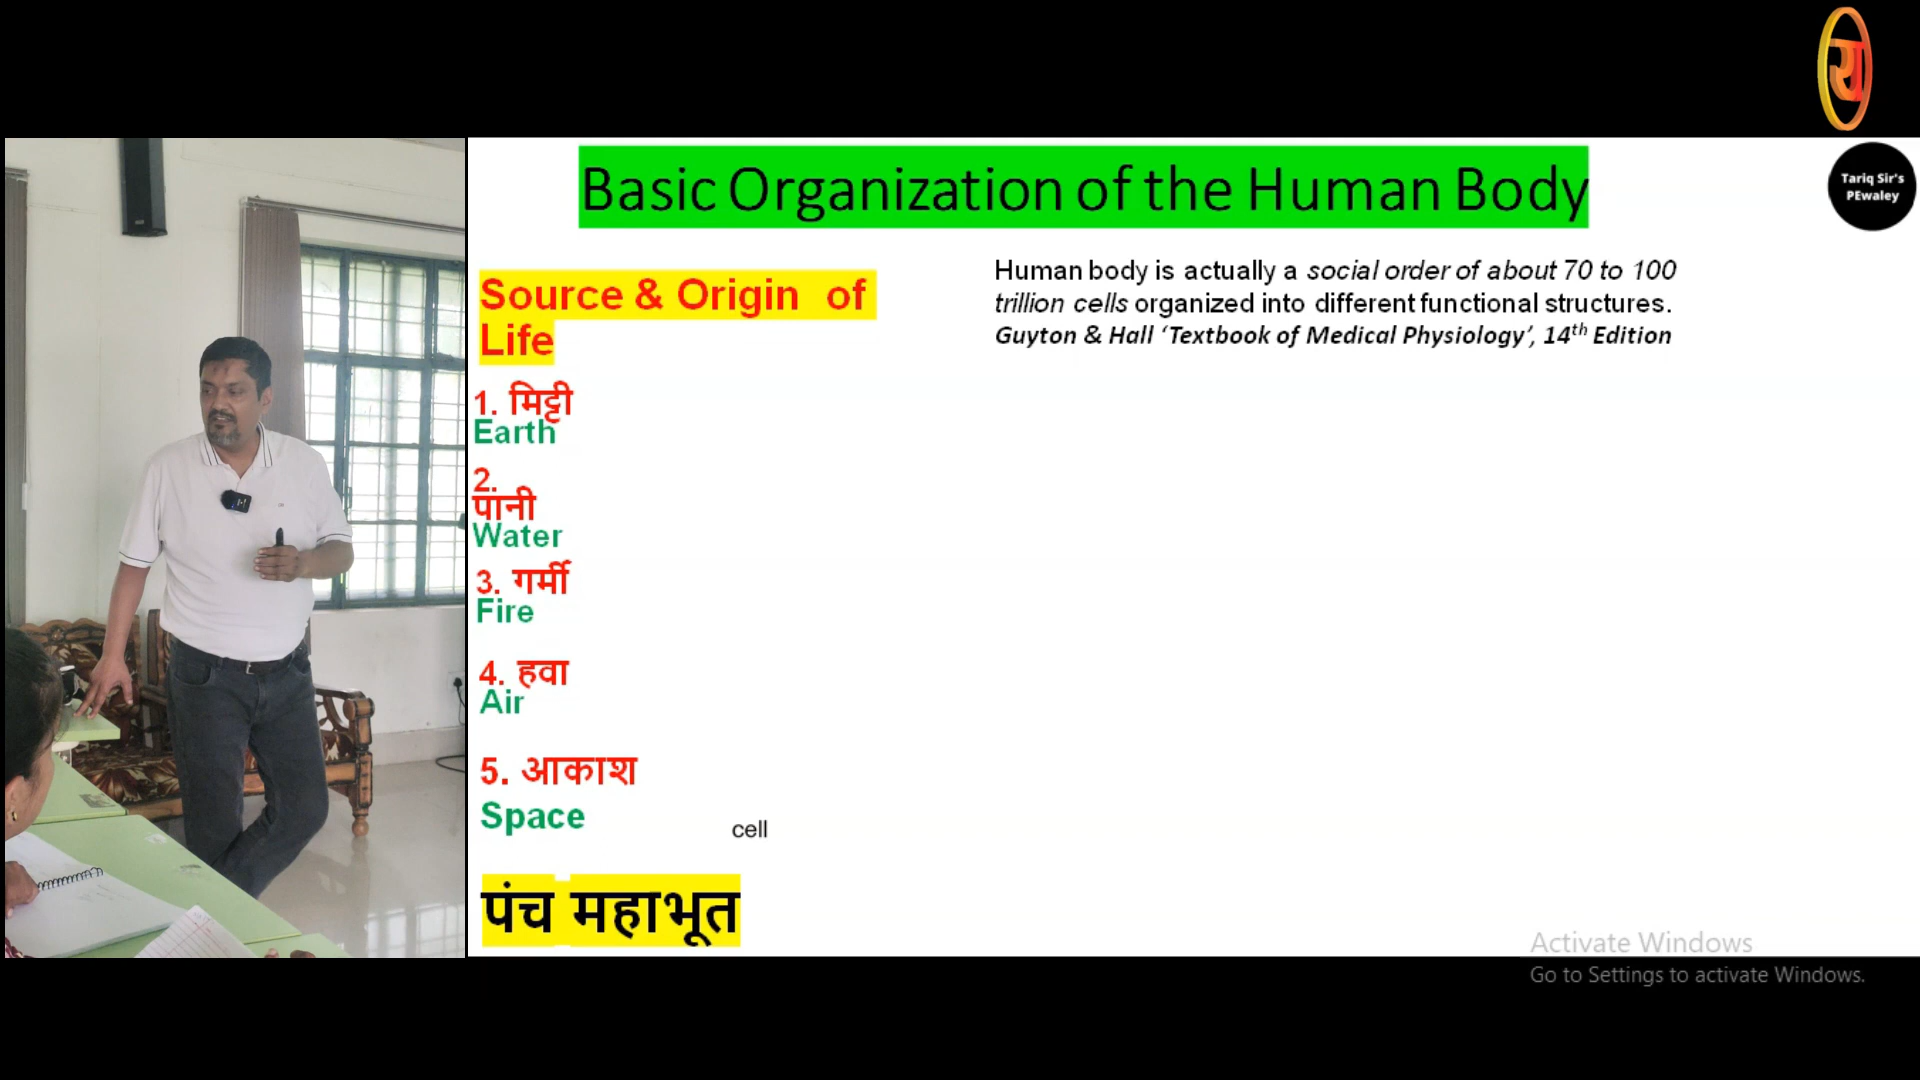 य
Basic Organization of the Human Body
Tariq Sir's
PEwaley
Source & Origin of
Life
Human body is actually a social order of about 70 to 100
trillion cells organized into different functional structures.
Guyton & Hall ‘Textbook of Medical Physiology’, 14th Edition
1. मिट्टी
Earth
2.
पानी
Water
3. गर्मी
Fire
4. हवा
Air
5. आकाश
Space
cell
पंच महाभूत
Activate Windows
Go to Settings to activate Windows.